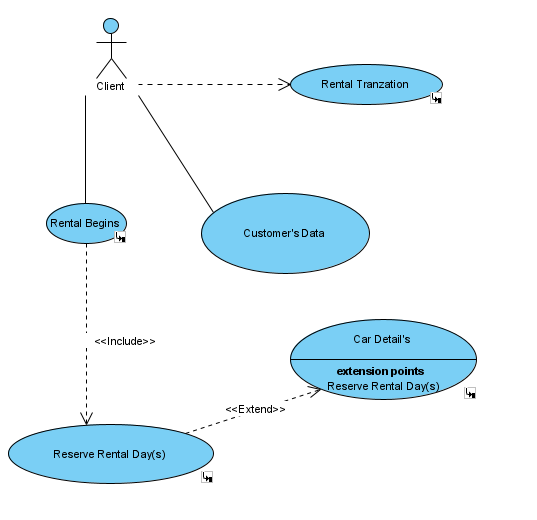 Client
Rental Tranzation
Rental Begins
Customer's Data
<<Include>>
Car Detail's
extension points
Reserve Rental Day(s)
<<Extend>>
Reserve Rental Day(s)